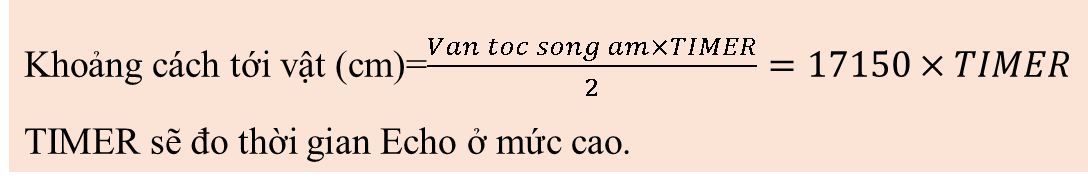 Khoảng cách tới vật (cm)=\frac{Van toc song am×TIMER}{2} = 17150 × TIMER
TIMER sẽ đo thời gian Echo ở mức cao.